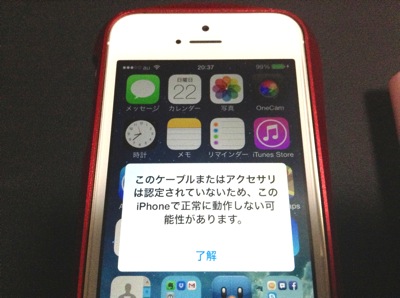 au 20:37 99%
日曜日
22
メッセージ カレンダー 写真 OneCam
時計 メモ リマインダー iTunes Store
このケーブルまたはアクセサリ
は認定されていないため、この
iPhoneで正常に動作しない可
能性があります。
了解